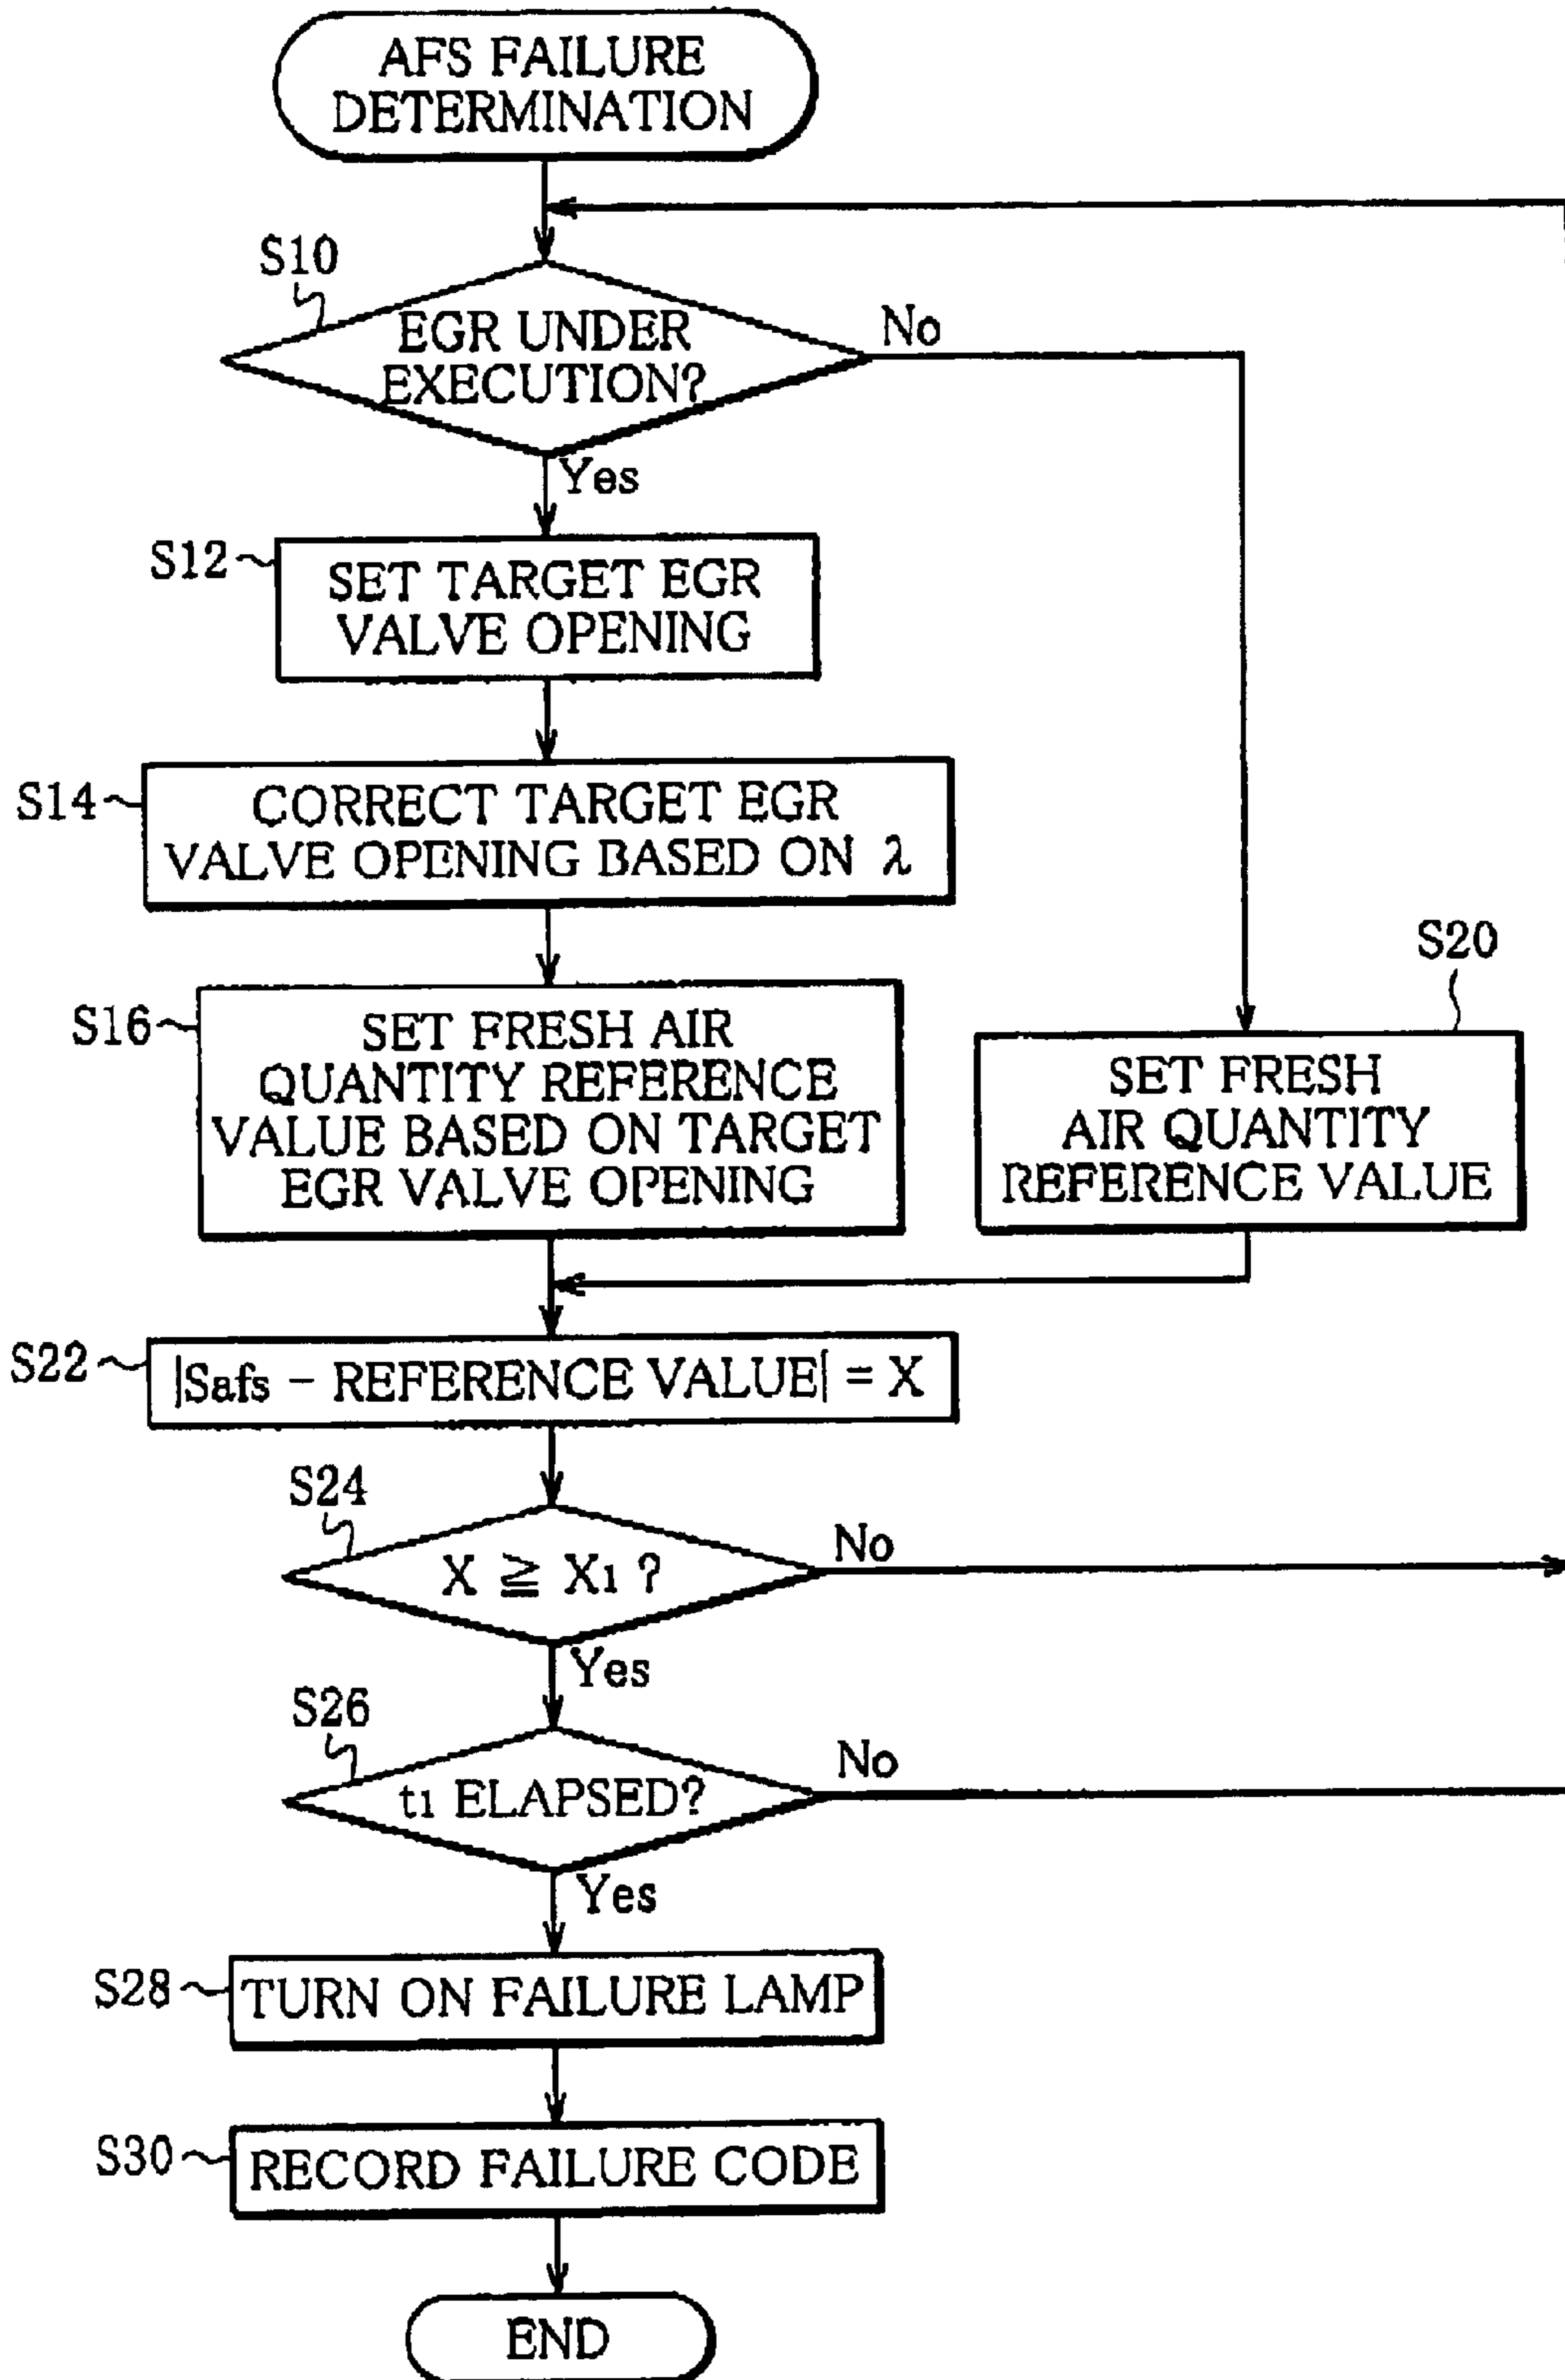 AFS FAILURE
DETERMINATION
S10
EGR UNDER
EXECUTION?
No
Yes
S12
SET TARGET EGR
VALVE OPENING
S14
CORRECT TARGET EGR
VALVE OPENING BASED ON λ
S16
SET FRESH AIR
QUANTITY REFERENCE
VALUE BASED ON TARGET
EGR VALVE OPENING
S20
SET FRESH
AIR QUANTITY
REFERENCE VALUE
S22
|Safs − REFERENCE VALUE| = X
S24
X ≧ X1 ?
No
Yes
S26
t1 ELAPSED?
No
Yes
S28
TURN ON FAILURE LAMP
S30
RECORD FAILURE CODE
END